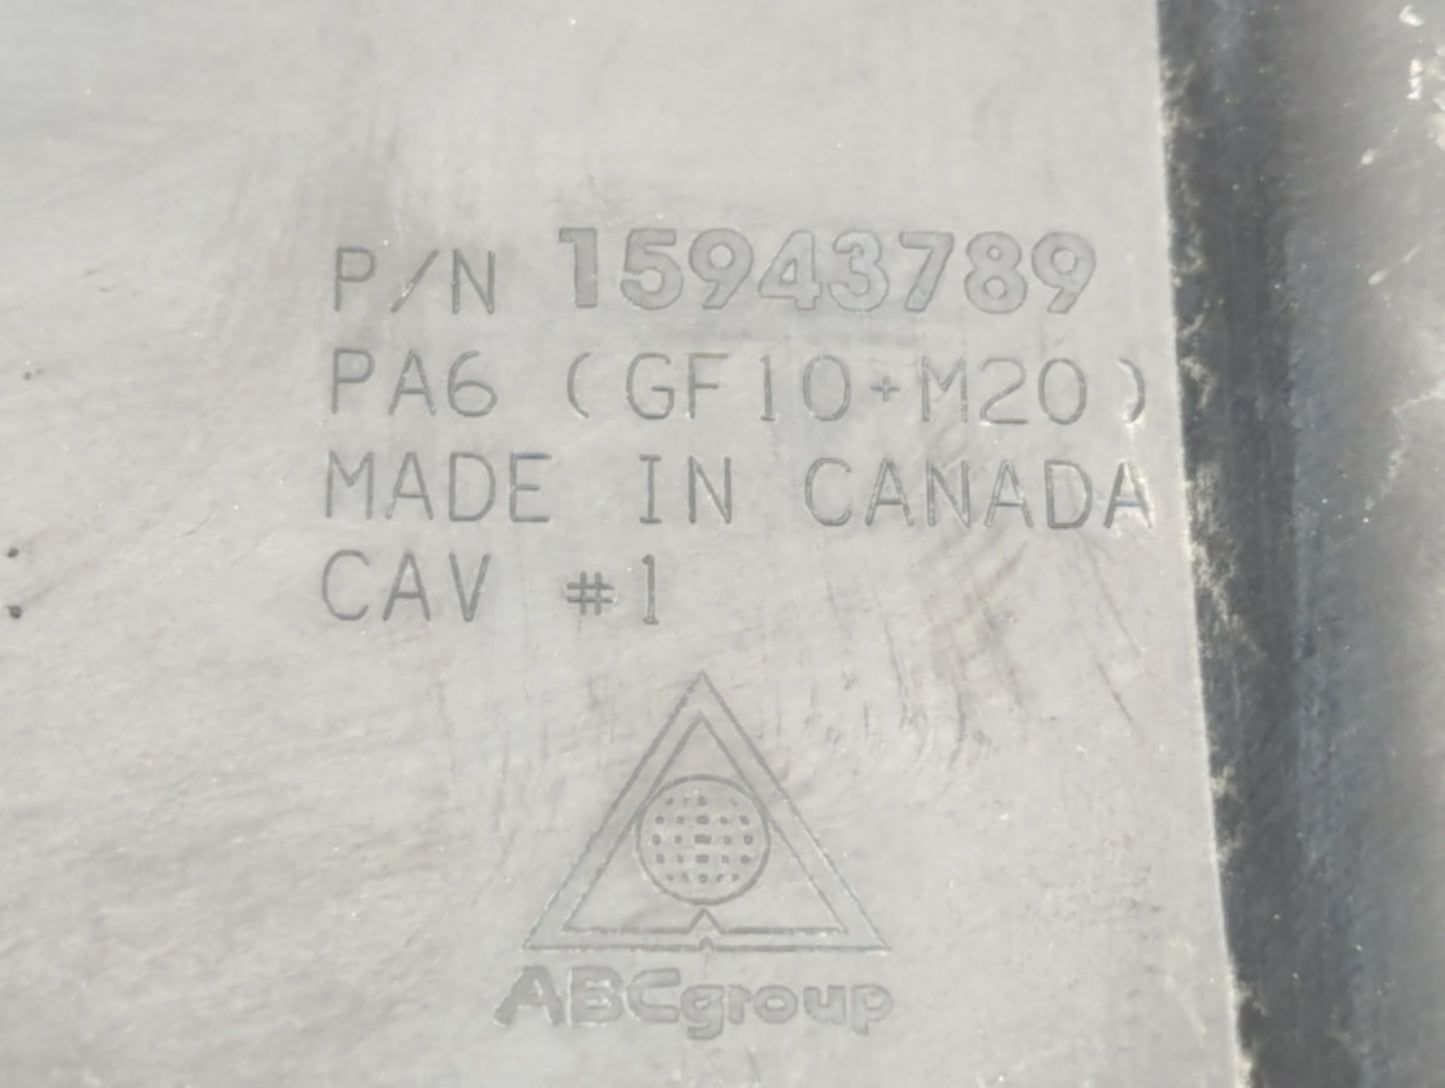 P/N 15943789
PA6 (GF10+M20)
MADE IN CANADA
CAV #1
ABCgroup